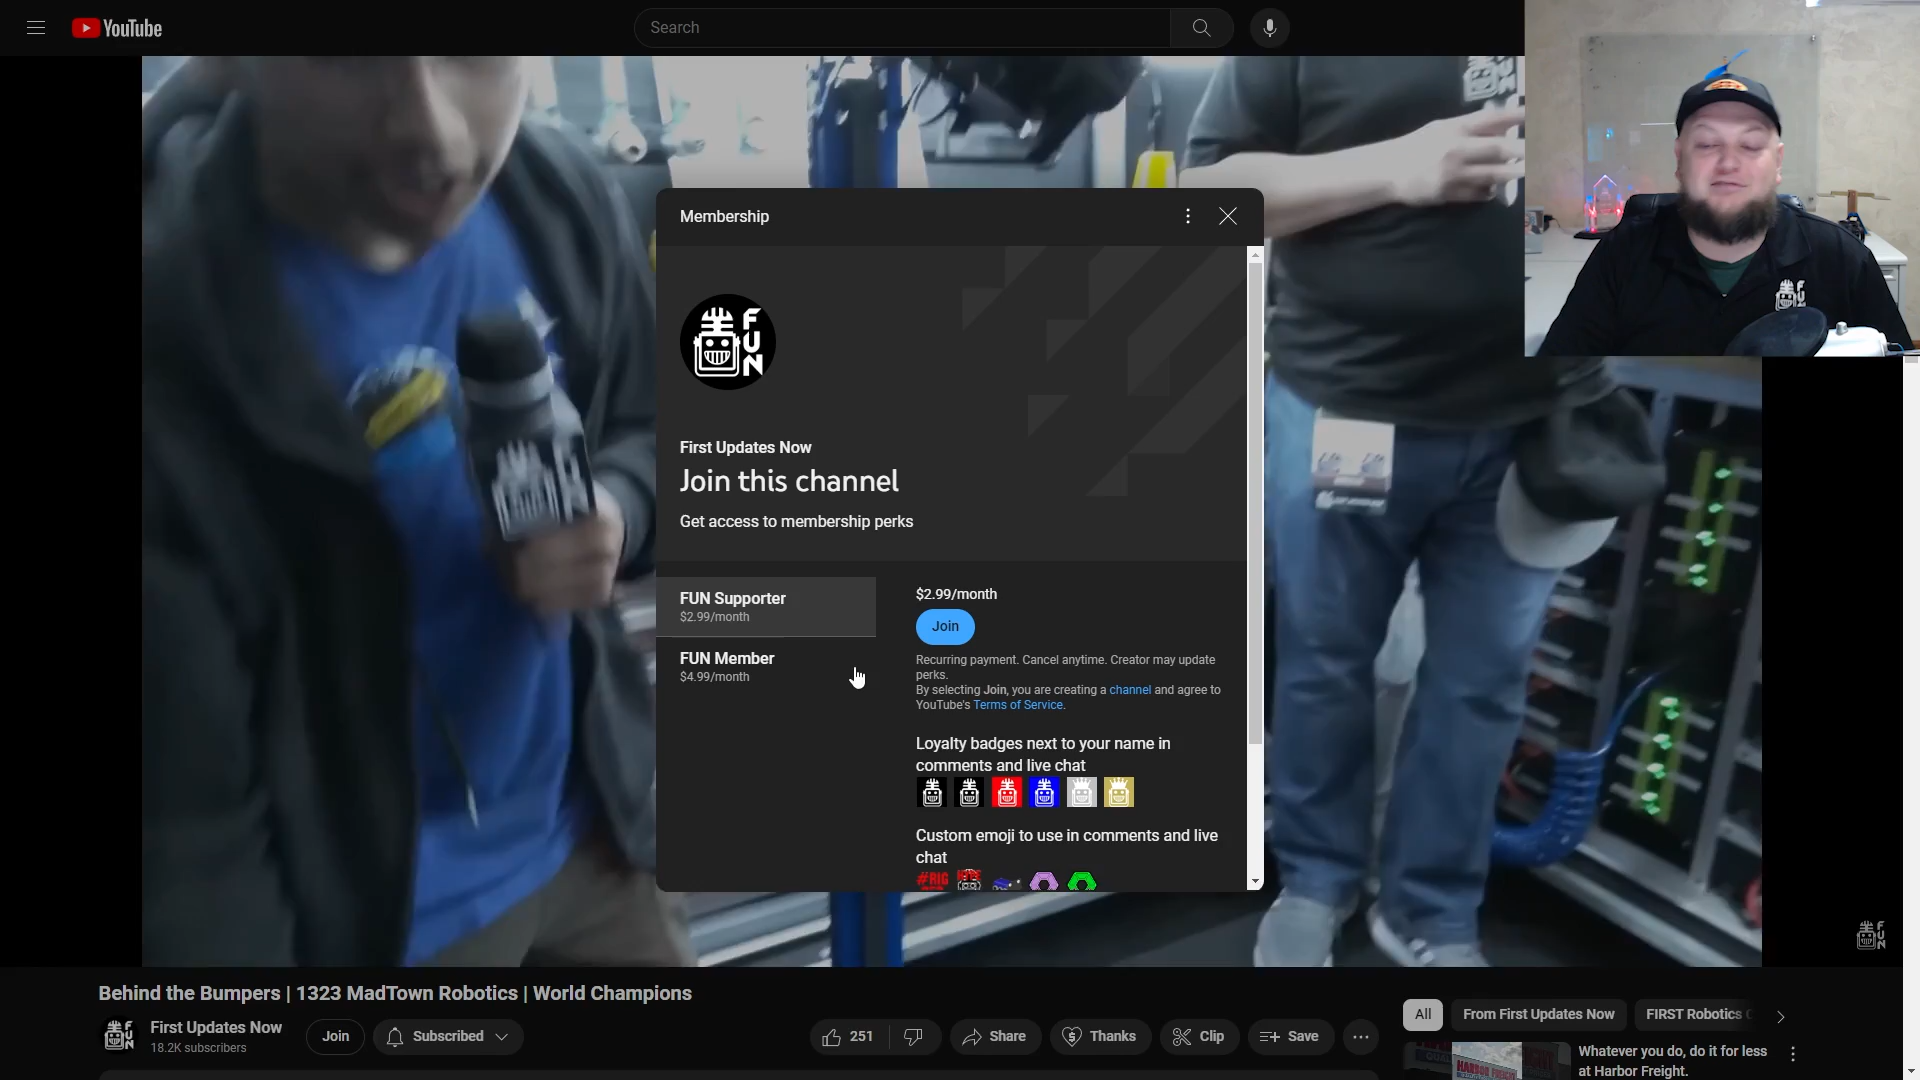 YouTube
Search
Membership
FUN
First Updates Now
Join this channel
Get access to membership perks
FUN Supporter
$2.99/month
FUN Member
$4.99/month
$2.99/month
Join
Recurring payment. Cancel anytime. Creator may update
perks.
By selecting Join, you are creating a channel and agree to
YouTube's Terms of Service.
Loyalty badges next to your name in
comments and live chat
Custom emoji to use in comments and live
chat
#RIG
FUN
FUN
Behind the Bumpers | 1323 MadTown Robotics | World Champions
First Updates Now
18.2K subscribers
Join
Subscribed
251
Share
Thanks
Clip
Save
All
From First Updates Now
FIRST Robotics C
Whatever you do, do it for less
at Harbor Freight.